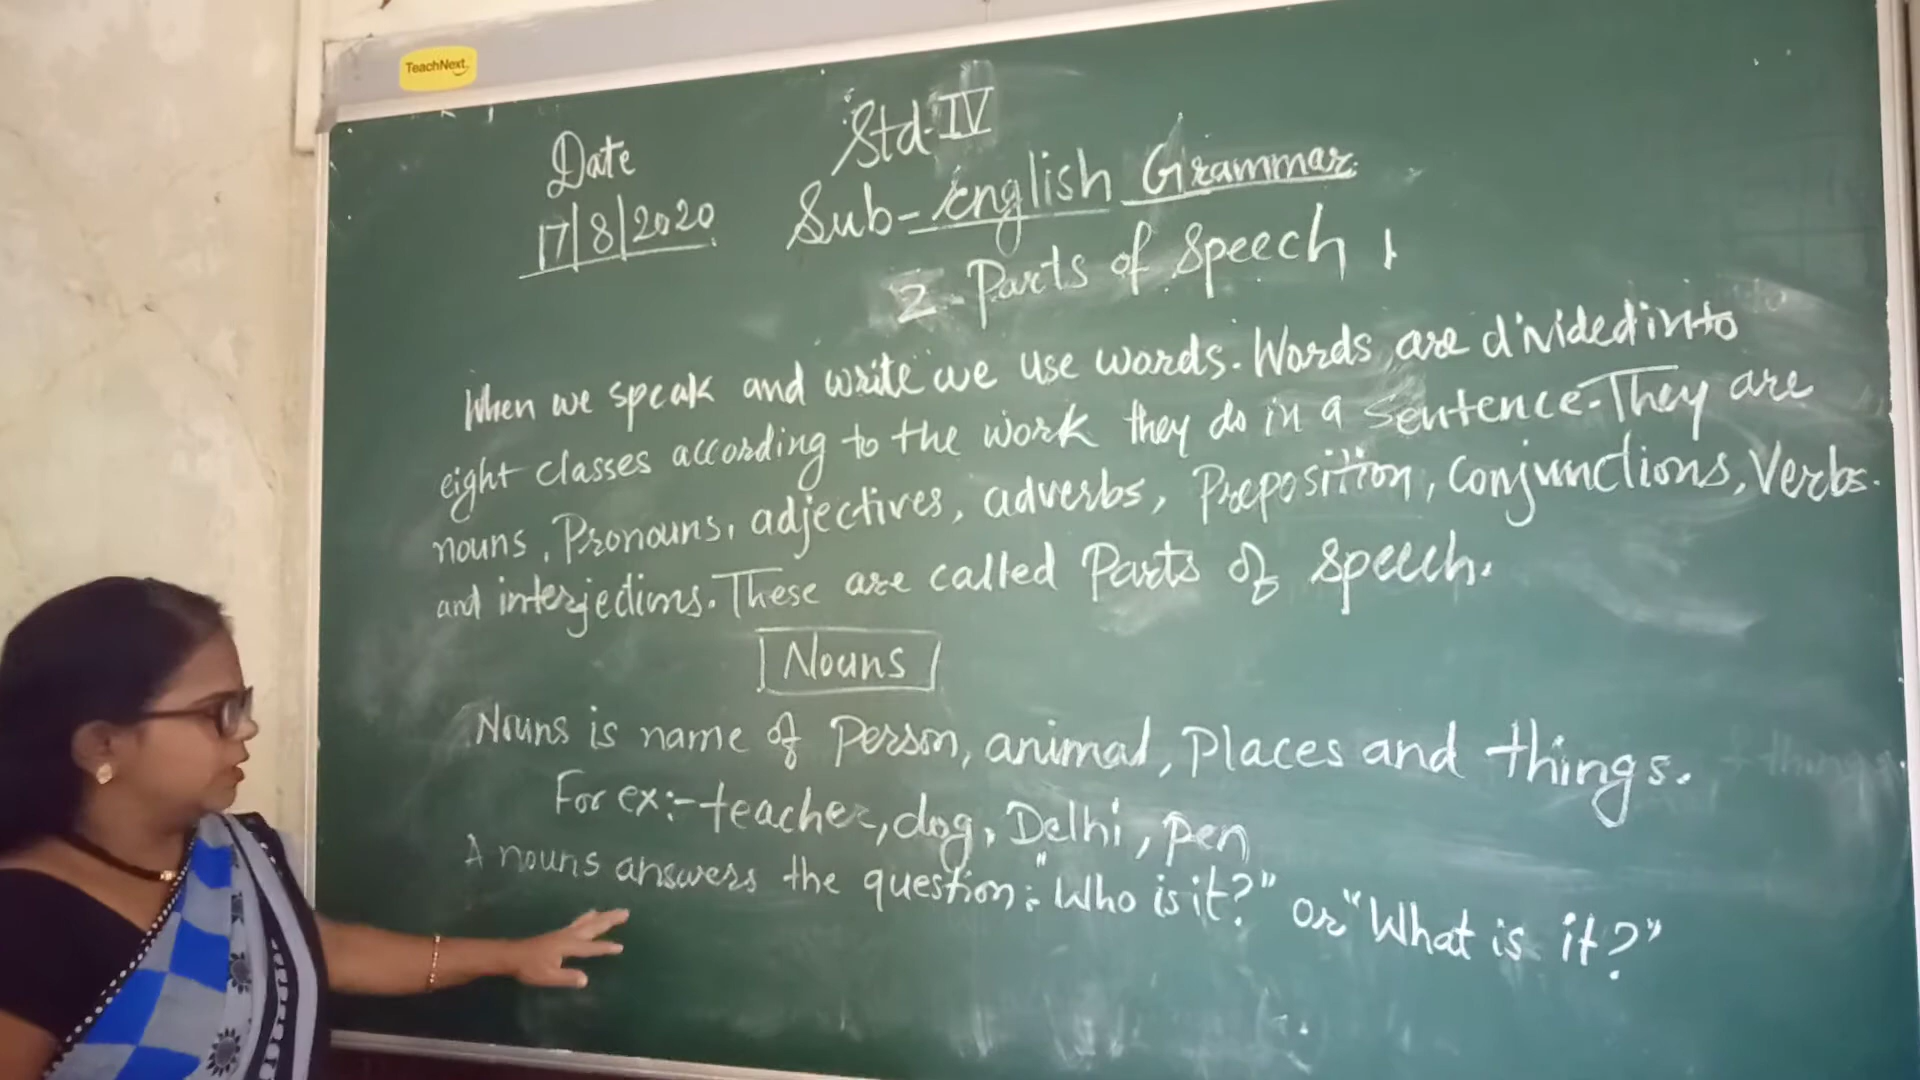 TeachNext
Date
17/8/2020
Std-IV
Sub-English Grammar
2 Parts of Speech
When we speak and write we use words. Words are divided into
eight classes according to the work they do in a sentence. They are
nouns, Pronouns, adjectives, adverbs, Preposition, conjunctions, Verbs.
and interjections. These are called Parts of speech.
Nouns
Nouns is name of Person, animal, Places and things.
For ex:- teacher, dog, Delhi, pen
A nouns answers the question:- "Who is it?" or "What is it?"